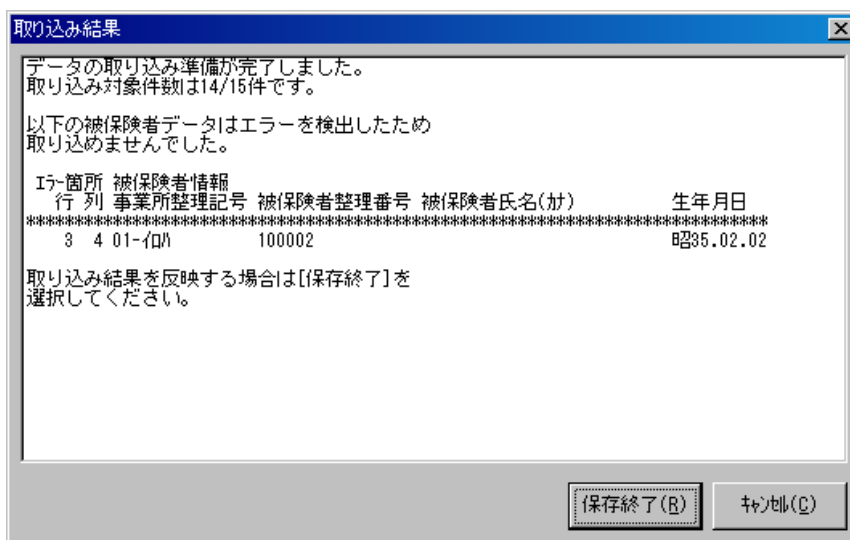 取り込み結果
データの取り込み準備が完了しました。
取り込み対象件数は14/15件です。
以下の被保険者データはエラーを検出したため
取り込めませんでした。
ｴﾗｰ箇所 被保険者情報
行 列 事業所整理記号 被保険者整理番号 被保険者氏名(ｶﾅ) 生年月日
********************************************************************************
3 4 01-ｲﾛﾊ 100002 昭35.02.02
取り込み結果を反映する場合は[保存終了]を
選択してください。
保存終了(R) ｷｬﾝｾﾙ(C)